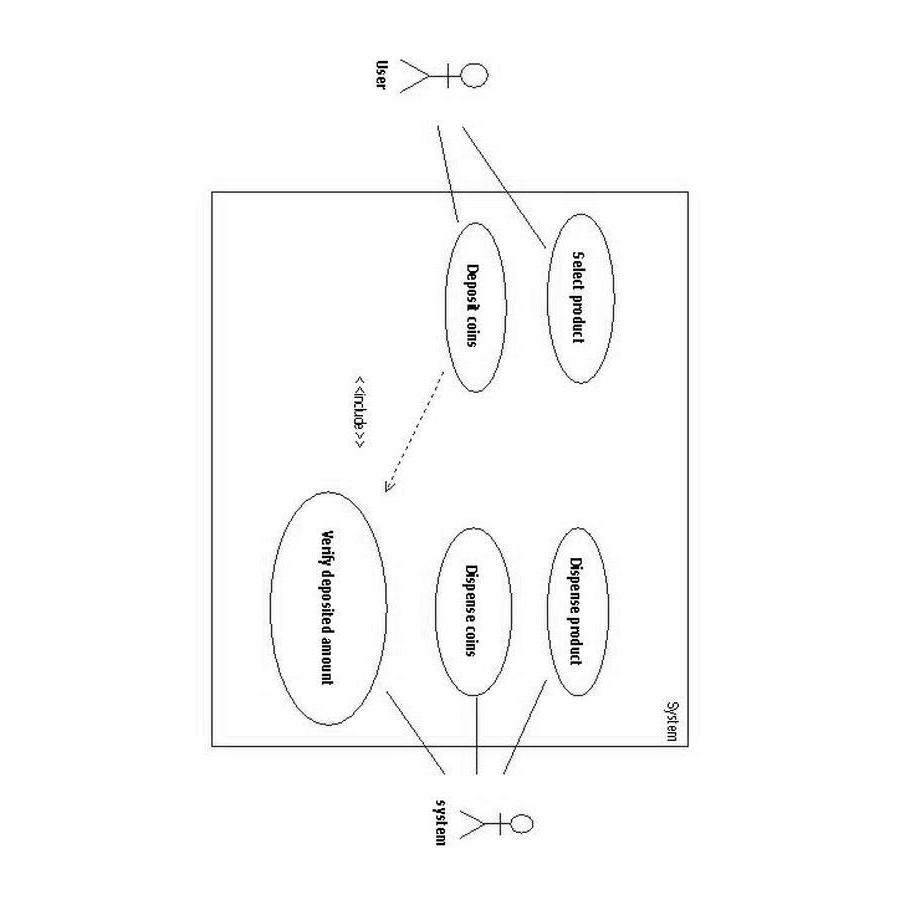 System
Select product
Dispense product
User
Deposit coins
Dispense coins
system
< <include > >
Verify deposited amount